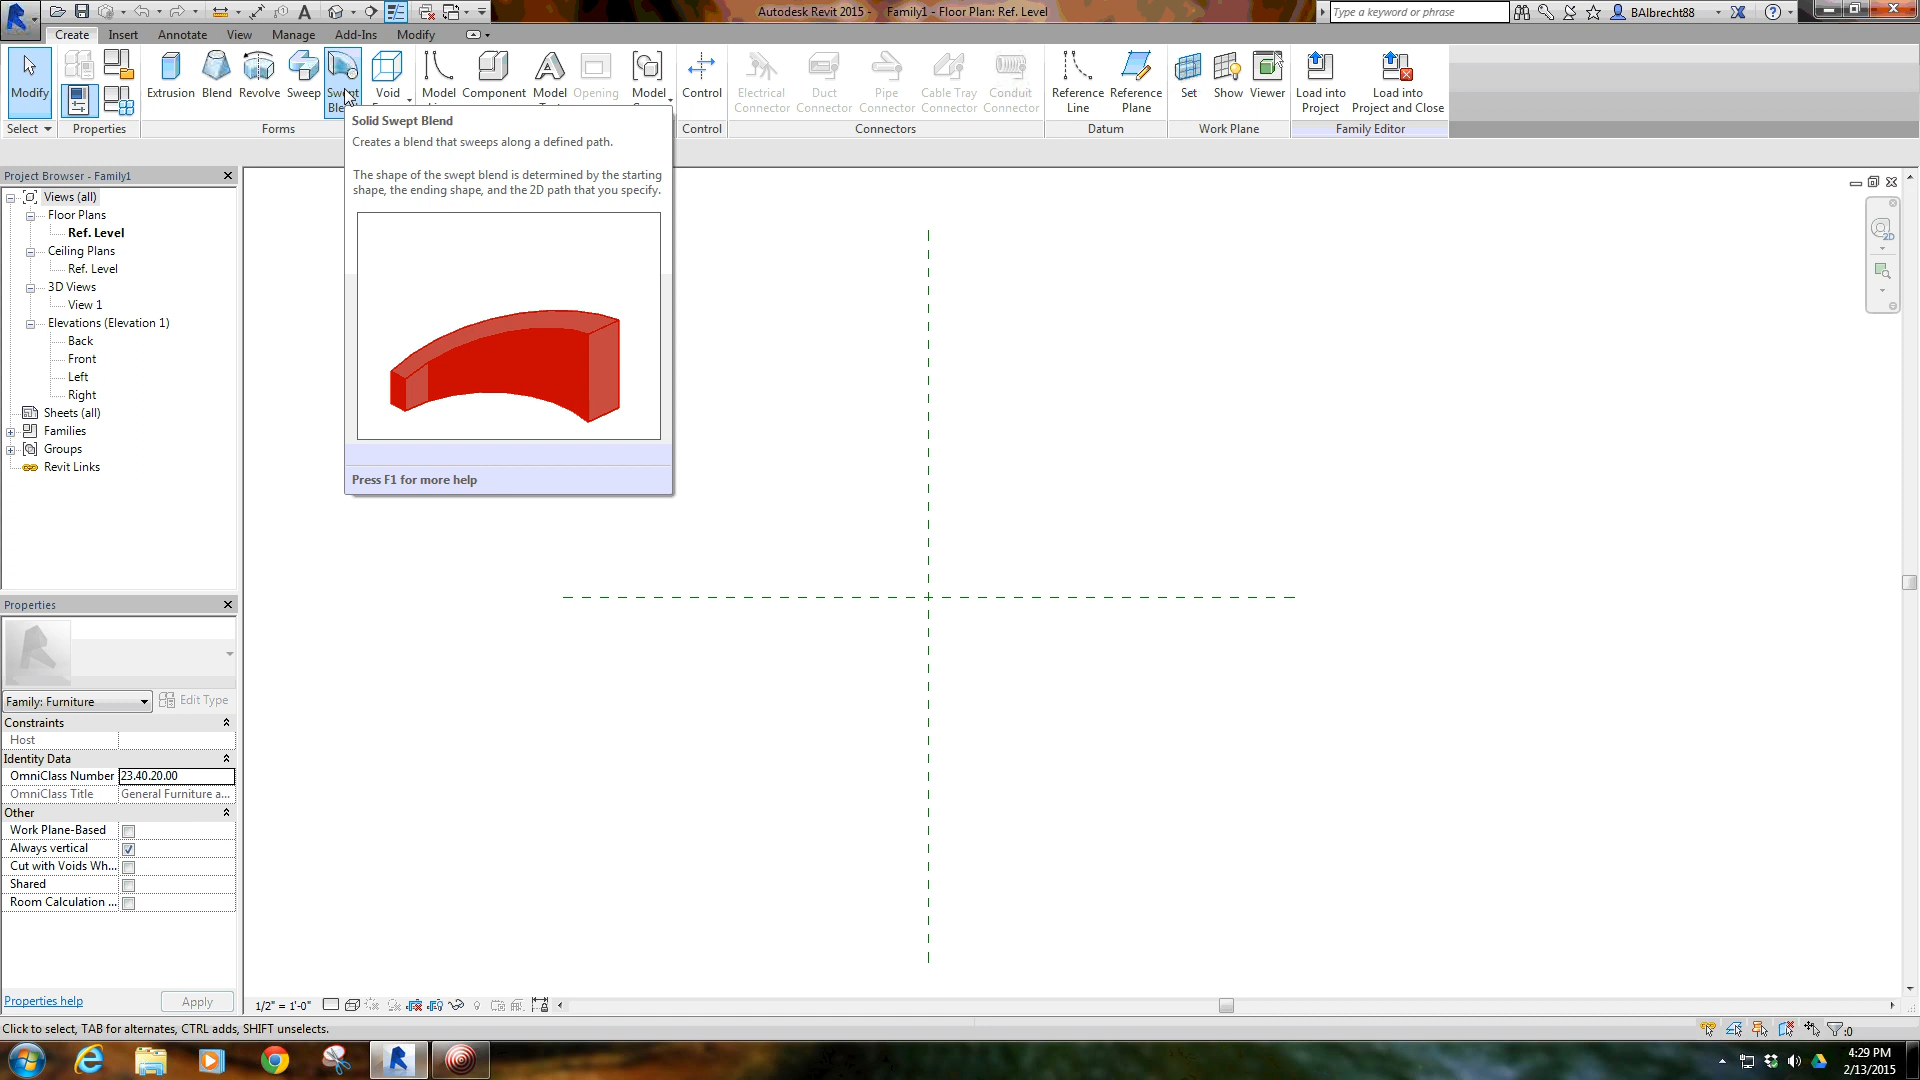 Autodesk Revit 2015 - Family1 - Floor Plan: Ref. Level
Type a keyword or phrase
BAlbrecht88
Create Insert Annotate View Manage Add-Ins Modify
Modify
Extrusion Blend Revolve Sweep Swept Void Model Component Model Opening Model Control Electrical Connector Duct Connector Pipe Connector Cable Tray Connector Conduit Connector Reference Line Reference Plane Set Show Viewer Load into Project Load into Project and Close
Select Properties Forms Control Connectors Datum Work Plane Family Editor
Solid Swept Blend
Creates a blend that sweeps along a defined path.
The shape of the swept blend is determined by the starting
shape, the ending shape, and the 2D path that you specify.
Press F1 for more help
Project Browser - Family1
Views (all)
Floor Plans
Ref. Level
Ceiling Plans
Ref. Level
3D Views
View 1
Elevations (Elevation 1)
Back
Front
Left
Right
Sheets (all)
Families
Groups
Revit Links
2D
Properties
Family: Furniture Edit Type
Constraints
Host
Identity Data
OmniClass Number 23.40.20.00
OmniClass Title General Furniture a...
Other
Work Plane-Based
Always vertical
Cut with Voids Wh...
Shared
Room Calculation ...
Properties help Apply
1/2" = 1'-0"
Click to select, TAB for alternates, CTRL adds, SHIFT unselects.
:0
4:29 PM
2/13/2015